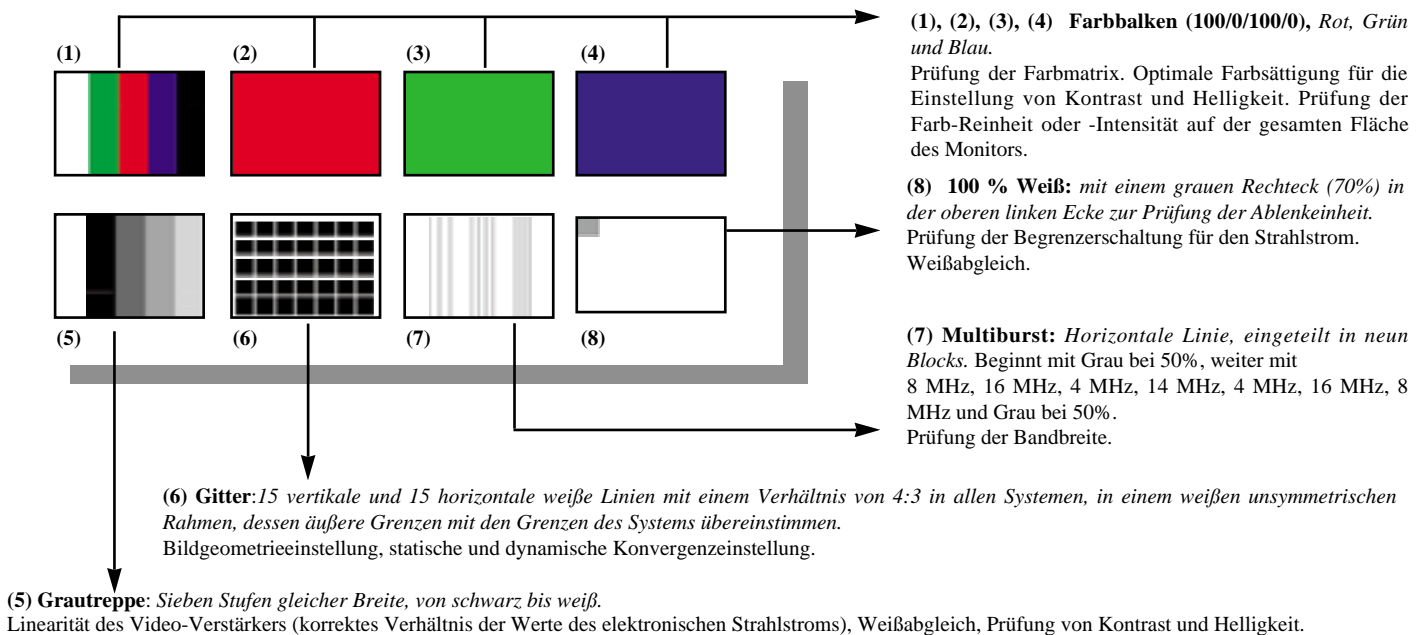 (1) (2) (3) (4)
(5) (6) (7) (8)
(1), (2), (3), (4) Farbbalken (100/0/100/0), Rot, Grün
und Blau.
Prüfung der Farbmatrix. Optimale Farbsättigung für die
Einstellung von Kontrast und Helligkeit. Prüfung der
Farb-Reinheit oder -Intensität auf der gesamten Fläche
des Monitors.
(8) 100 % Weiß: mit einem grauen Rechteck (70%) in
der oberen linken Ecke zur Prüfung der Ablenkeinheit.
Prüfung der Begrenzerschaltung für den Strahlstrom.
Weißabgleich.
(7) Multiburst: Horizontale Linie, eingeteilt in neun
Blocks. Beginnt mit Grau bei 50%, weiter mit
8 MHz, 16 MHz, 4 MHz, 14 MHz, 4 MHz, 16 MHz, 8
MHz und Grau bei 50%.
Prüfung der Bandbreite.
(6) Gitter:15 vertikale und 15 horizontale weiße Linien mit einem Verhältnis von 4:3 in allen Systemen, in einem weißen unsymmetrischen
Rahmen, dessen äußere Grenzen mit den Grenzen des Systems übereinstimmen.
Bildgeometrieeinstellung, statische und dynamische Konvergenzeinstellung.
(5) Grautreppe: Sieben Stufen gleicher Breite, von schwarz bis weiß.
Linearität des Video-Verstärkers (korrektes Verhältnis der Werte des elektronischen Strahlstroms), Weißabgleich, Prüfung von Kontrast und Helligkeit.